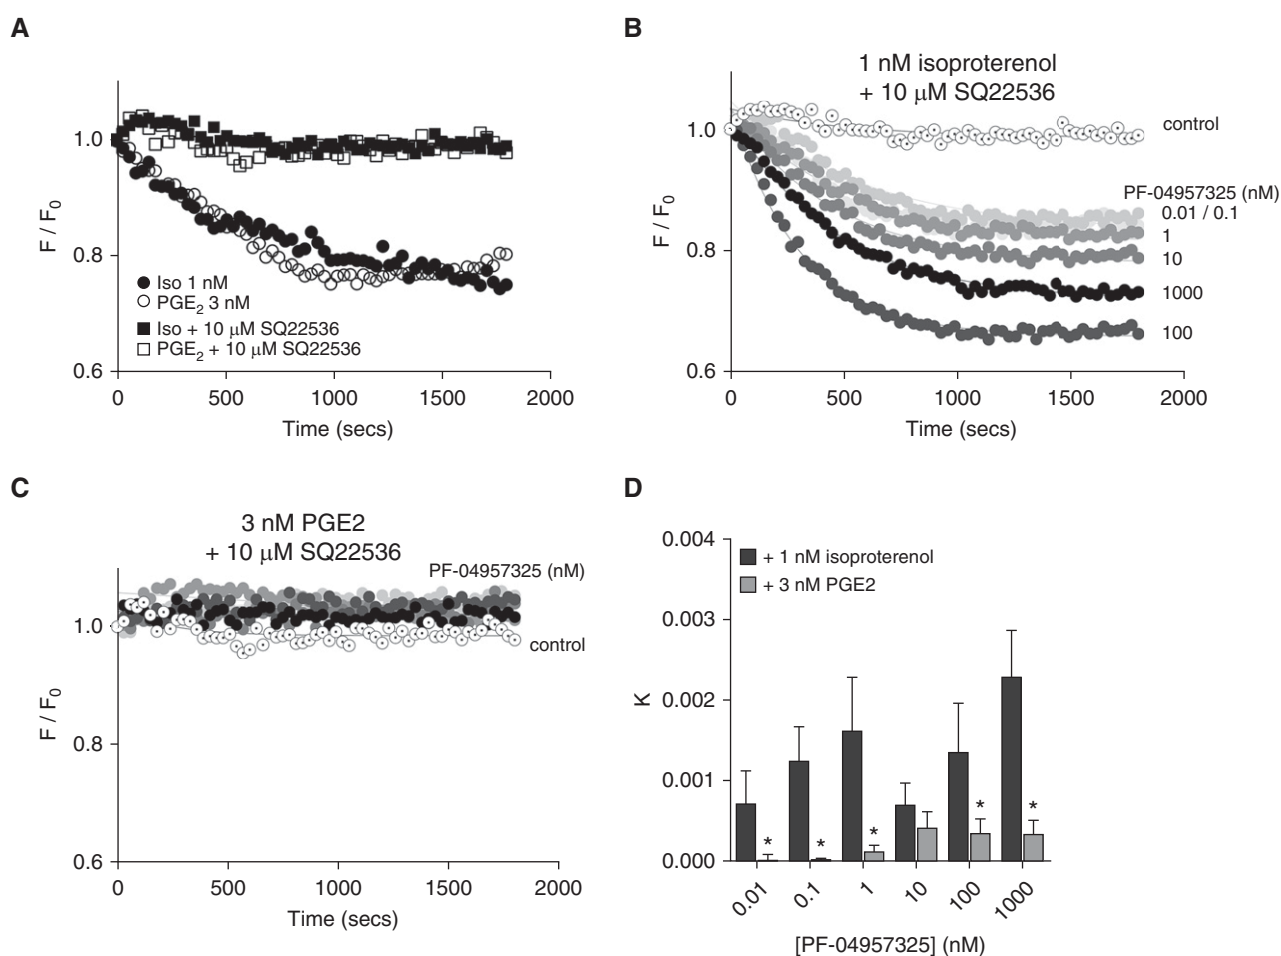 A
1.0
0.8
0.6
F / F0
Iso 1 nM
PGE2 3 nM
Iso + 10 μM SQ22536
PGE2 + 10 μM SQ22536
0 500 1000 1500 2000
Time (secs)
B
1 nM isoproterenol
+ 10 μM SQ22536
1.0
0.8
0.6
F / F0
control
PF-04957325 (nM)
0.01 / 0.1
1
10
1000
100
0 500 1000 1500 2000
Time (secs)
C
3 nM PGE2
+ 10 μM SQ22536
PF-04957325 (nM)
control
1.0
0.8
0.6
F / F0
0 500 1000 1500 2000
Time (secs)
D
0.004
0.003
0.002
0.001
0.000
K
+ 1 nM isoproterenol
+ 3 nM PGE2
* * * * *
0.01 0.1 1 10 100 1000
[PF-04957325] (nM)